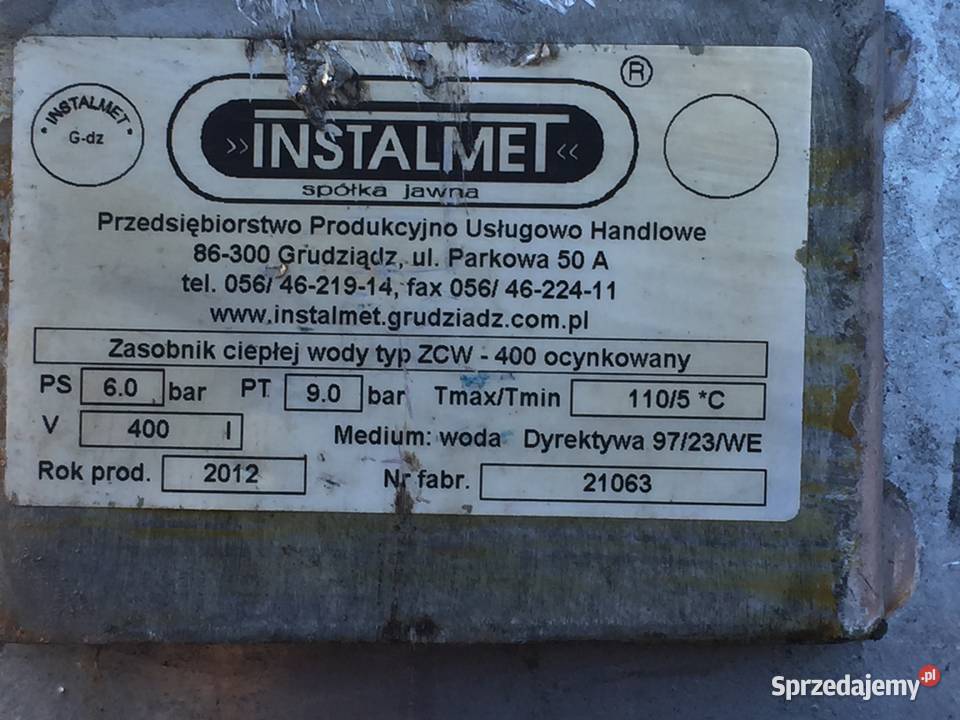 • INSTALMET •
G-dz
®
»INSTALMET«
spółka jawna
Przedsiębiorstwo Produkcyjno Usługowo Handlowe
86-300 Grudziądz, ul. Parkowa 50 A
tel. 056/ 46-219-14, fax 056/ 46-224-11
www.instalmet.grudziadz.com.pl
Zasobnik ciepłej wody typ ZCW - 400 ocynkowany
PS 6.0 bar PT 9.0 bar Tmax/Tmin 110/5 *C
V 400 l Medium: woda Dyrektywa 97/23/WE
Rok prod. 2012 Nr fabr. 21063
Sprzedajemy.pl